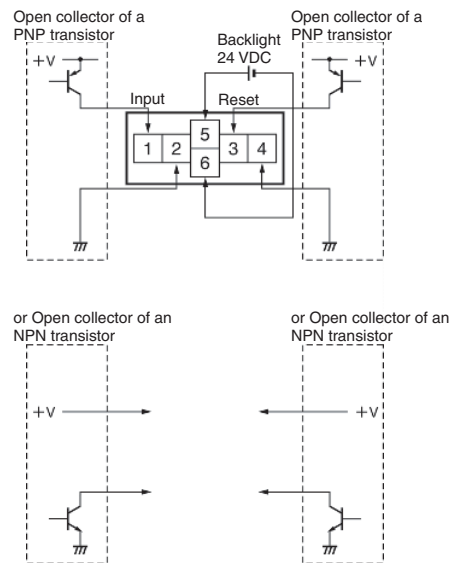 Open collector of a
PNP transistor
Open collector of a
PNP transistor
Backlight
24 VDC
+V
+V
Input
Reset
1
2
5
6
3
4
or Open collector of an
NPN transistor
or Open collector of an
NPN transistor
+V
+V